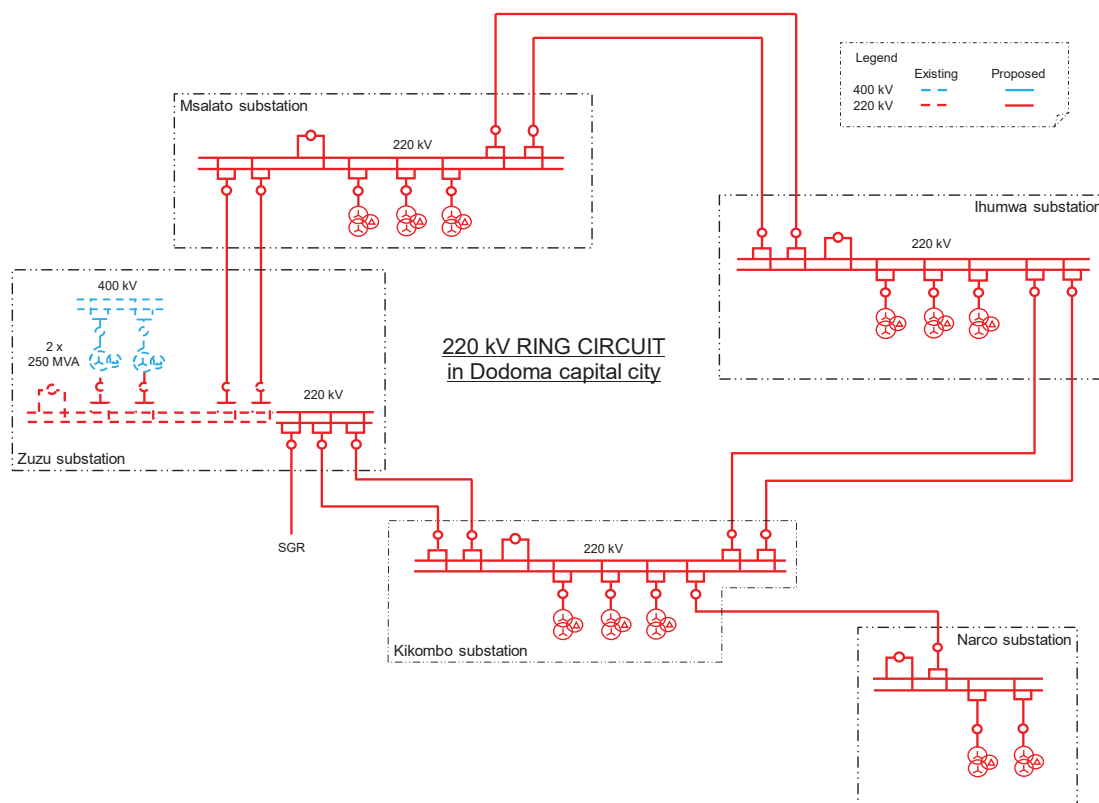 Legend
Existing
Proposed
400 kV
220 kV
Msalato substation
220 kV
Ihumwa substation
220 kV
400 kV
2 x
250 MVA
220 kV RING CIRCUIT
in Dodoma capital city
220 kV
Zuzu substation
SGR
220 kV
Kikombo substation
Narco substation